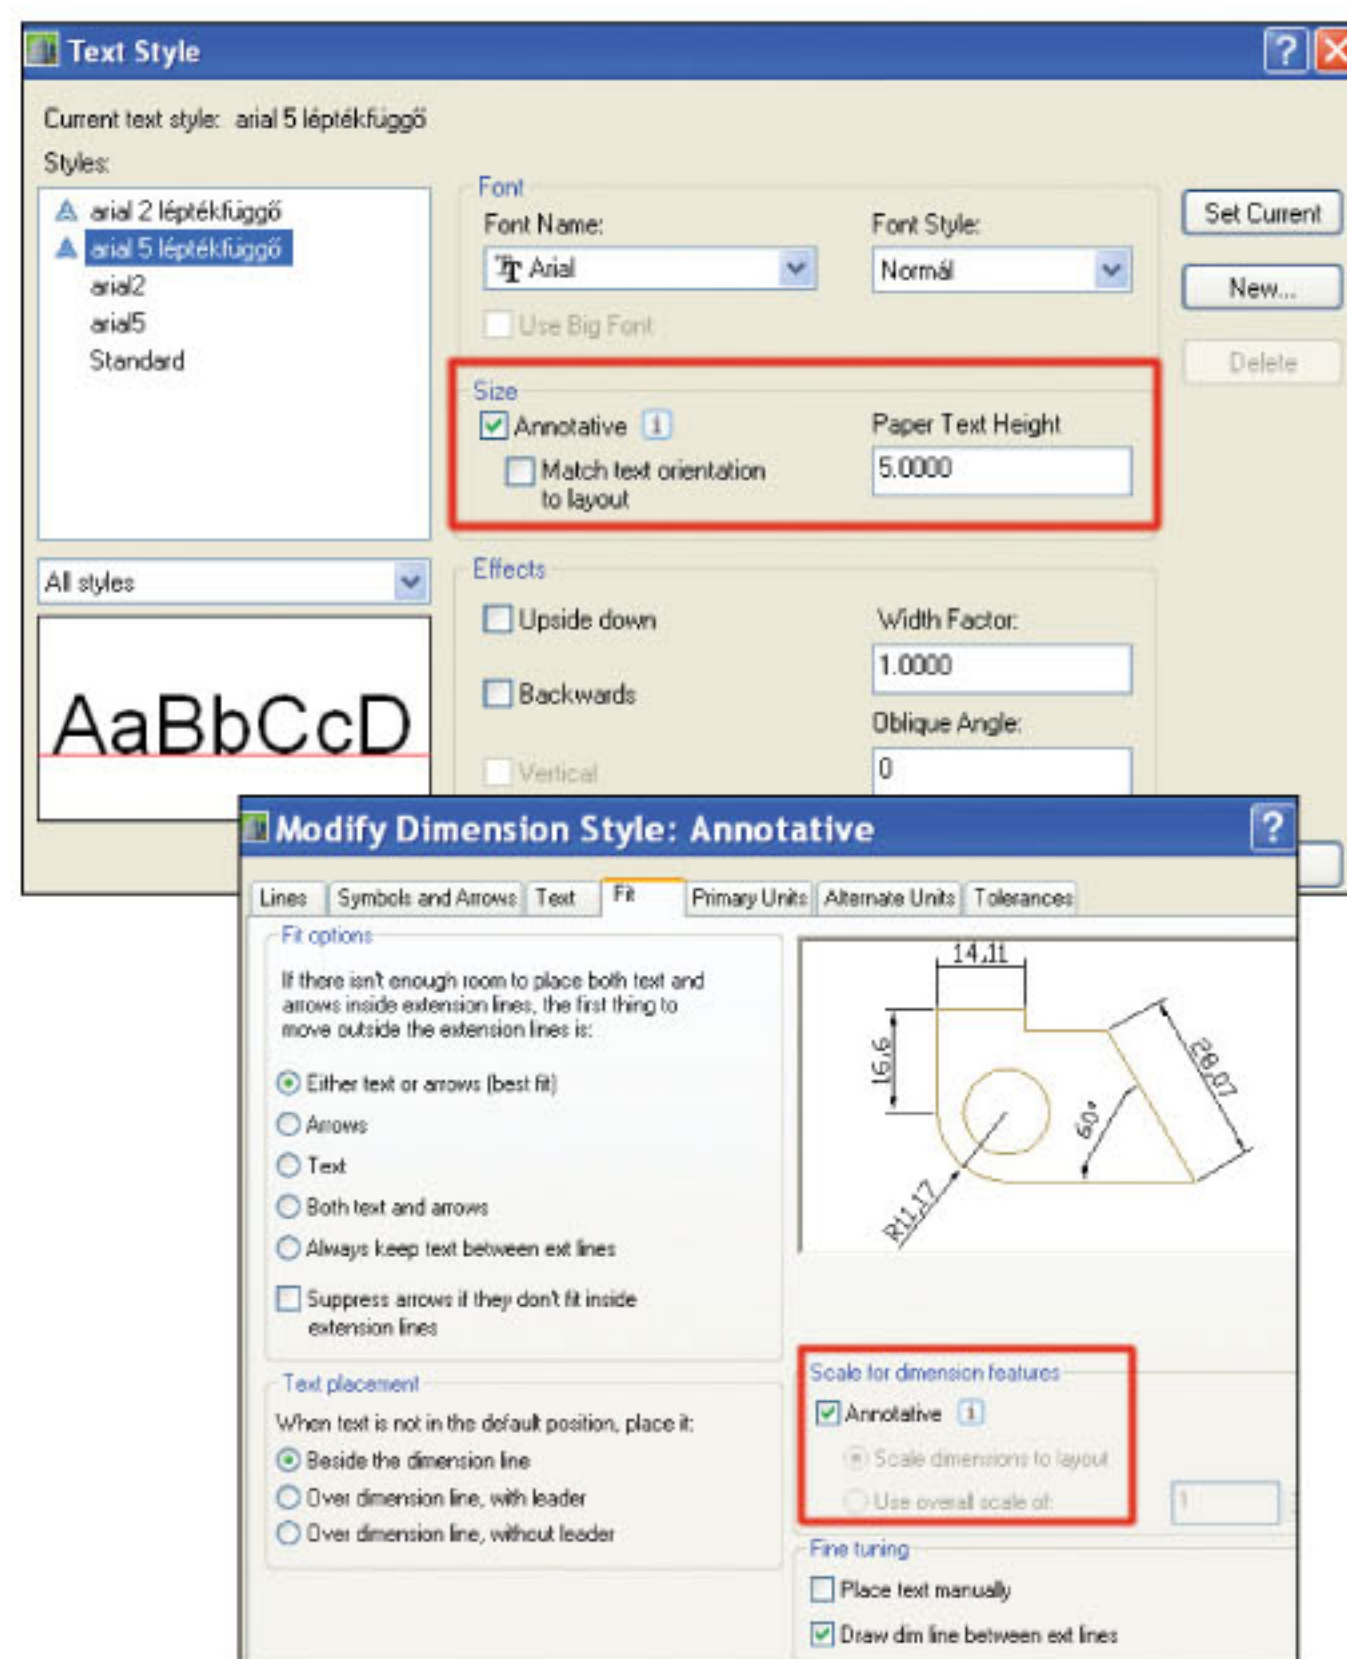 Text Style
Current text style: arial 5 léptékfüggő
Styles:
arial 2 léptékfüggő
arial 5 léptékfüggő
arial2
arial5
Standard
All styles
AaBbCcD
Font
Font Name:
Arial
Font Style:
Normál
Use Big Font
Size
Annotative
Match text orientation
to layout
Paper Text Height
5.0000
Effects
Upside down
Backwards
Vertical
Width Factor:
1.0000
Oblique Angle:
0
Set Current
New...
Delete
Modify Dimension Style: Annotative
Lines Symbols and Arrows Text Fit Primary Units Alternate Units Tolerances
Fit options
If there isn't enough room to place both text and
arrows inside extension lines, the first thing to
move outside the extension lines is:
Either text or arrows (best fit)
Arrows
Text
Both text and arrows
Always keep text between ext lines
Suppress arrows if they don't fit inside
extension lines
Text placement
When text is not in the default position, place it:
Beside the dimension line
Over dimension line, with leader
Over dimension line, without leader
14,11
16,6
28,07
60°
R11,17
Scale for dimension features
Annotative
Scale dimensions to layout
Use overall scale of:
1
Fine tuning
Place text manually
Draw dim line between ext lines